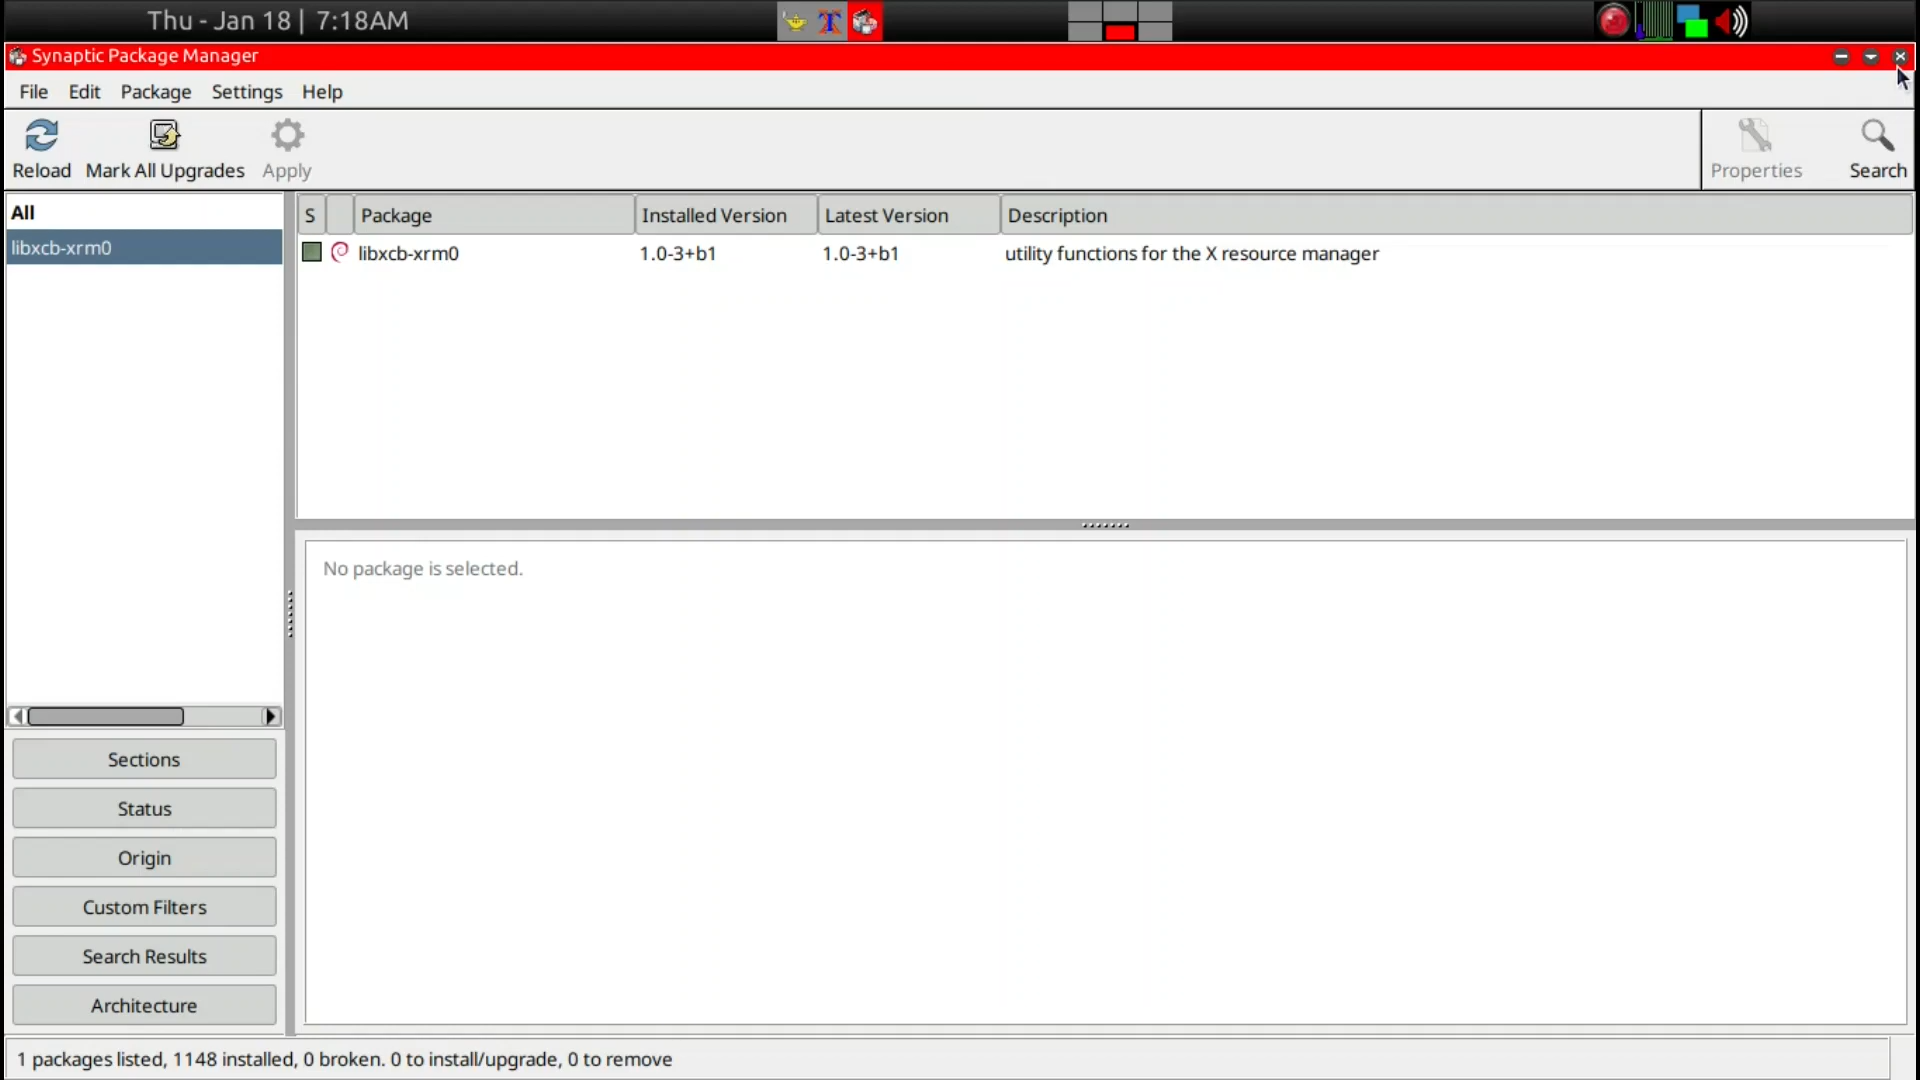 Thu - Jan 18 | 7:18AM
Synaptic Package Manager
File Edit Package Settings Help
Reload Mark All Upgrades Apply Properties Search
All
libxcb-xrm0
S Package Installed Version Latest Version Description
libxcb-xrm0 1.0-3+b1 1.0-3+b1 utility functions for the X resource manager
No package is selected.
Sections
Status
Origin
Custom Filters
Search Results
Architecture
1 packages listed, 1148 installed, 0 broken. 0 to install/upgrade, 0 to remove